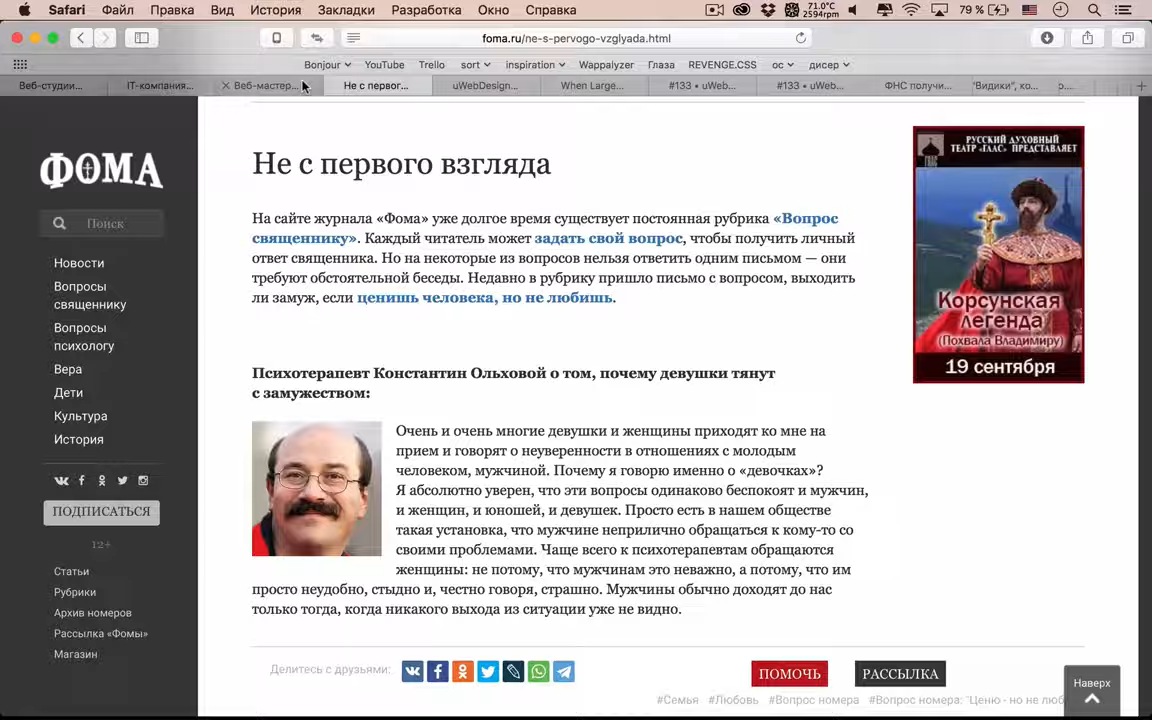 Safari Файл Правка Вид История Закладки Разработка Окно Справка 71.0°C 2594rpm 79 %
foma.ru/ne-s-pervogo-vzglyada.html
Bonjour YouTube Trello sort inspiration Wappalyzer Глаза REVENGE.CSS ос дисер
Веб-студии... IT-компания... Веб-мастер... Не с первог... uWebDesign... When Large... #133 • uWeb... #133 • uWeb... ФНС получи... "Видики", ко... р...
ФОМА
Поиск
Новости
Вопросы
священнику
Вопросы
психологу
Вера
Дети
Культура
История
ПОДПИСАТЬСЯ
12+
Статьи
Рубрики
Архив номеров
Рассылка «Фомы»
Магазин
Не с первого взгляда
На сайте журнала «Фома» уже долгое время существует постоянная рубрика «Вопрос
священнику». Каждый читатель может задать свой вопрос, чтобы получить личный
ответ священника. Но на некоторые из вопросов нельзя ответить одним письмом — они
требуют обстоятельной беседы. Недавно в рубрику пришло письмо с вопросом, выходить
ли замуж, если ценишь человека, но не любишь.
Психотерапевт Константин Ольховой о том, почему девушки тянут
с замужеством:
Очень и очень многие девушки и женщины приходят ко мне на
прием и говорят о неуверенности в отношениях с молодым
человеком, мужчиной. Почему я говорю именно о «девочках»?
Я абсолютно уверен, что эти вопросы одинаково беспокоят и мужчин,
и женщин, и юношей, и девушек. Просто есть в нашем обществе
такая установка, что мужчине неприлично обращаться к кому-то со
своими проблемами. Чаще всего к психотерапевтам обращаются
женщины: не потому, что мужчинам это неважно, а потому, что им
просто неудобно, стыдно и, честно говоря, страшно. Мужчины обычно доходят до нас
только тогда, когда никакого выхода из ситуации уже не видно.
Делитесь с друзьями:
ПОМОЧЬ РАССЫЛКА
#Семья #Любовь #Вопрос номера #Вопрос номера: "Ценю - но не люб
РУССКИЙ ДУХОВНЫЙ
ТЕАТР «ГЛАС» ПРЕДСТАВЛЯЕТ
Корсунская
легенда
(Похвала Владимиру)
19 сентября
Наверх